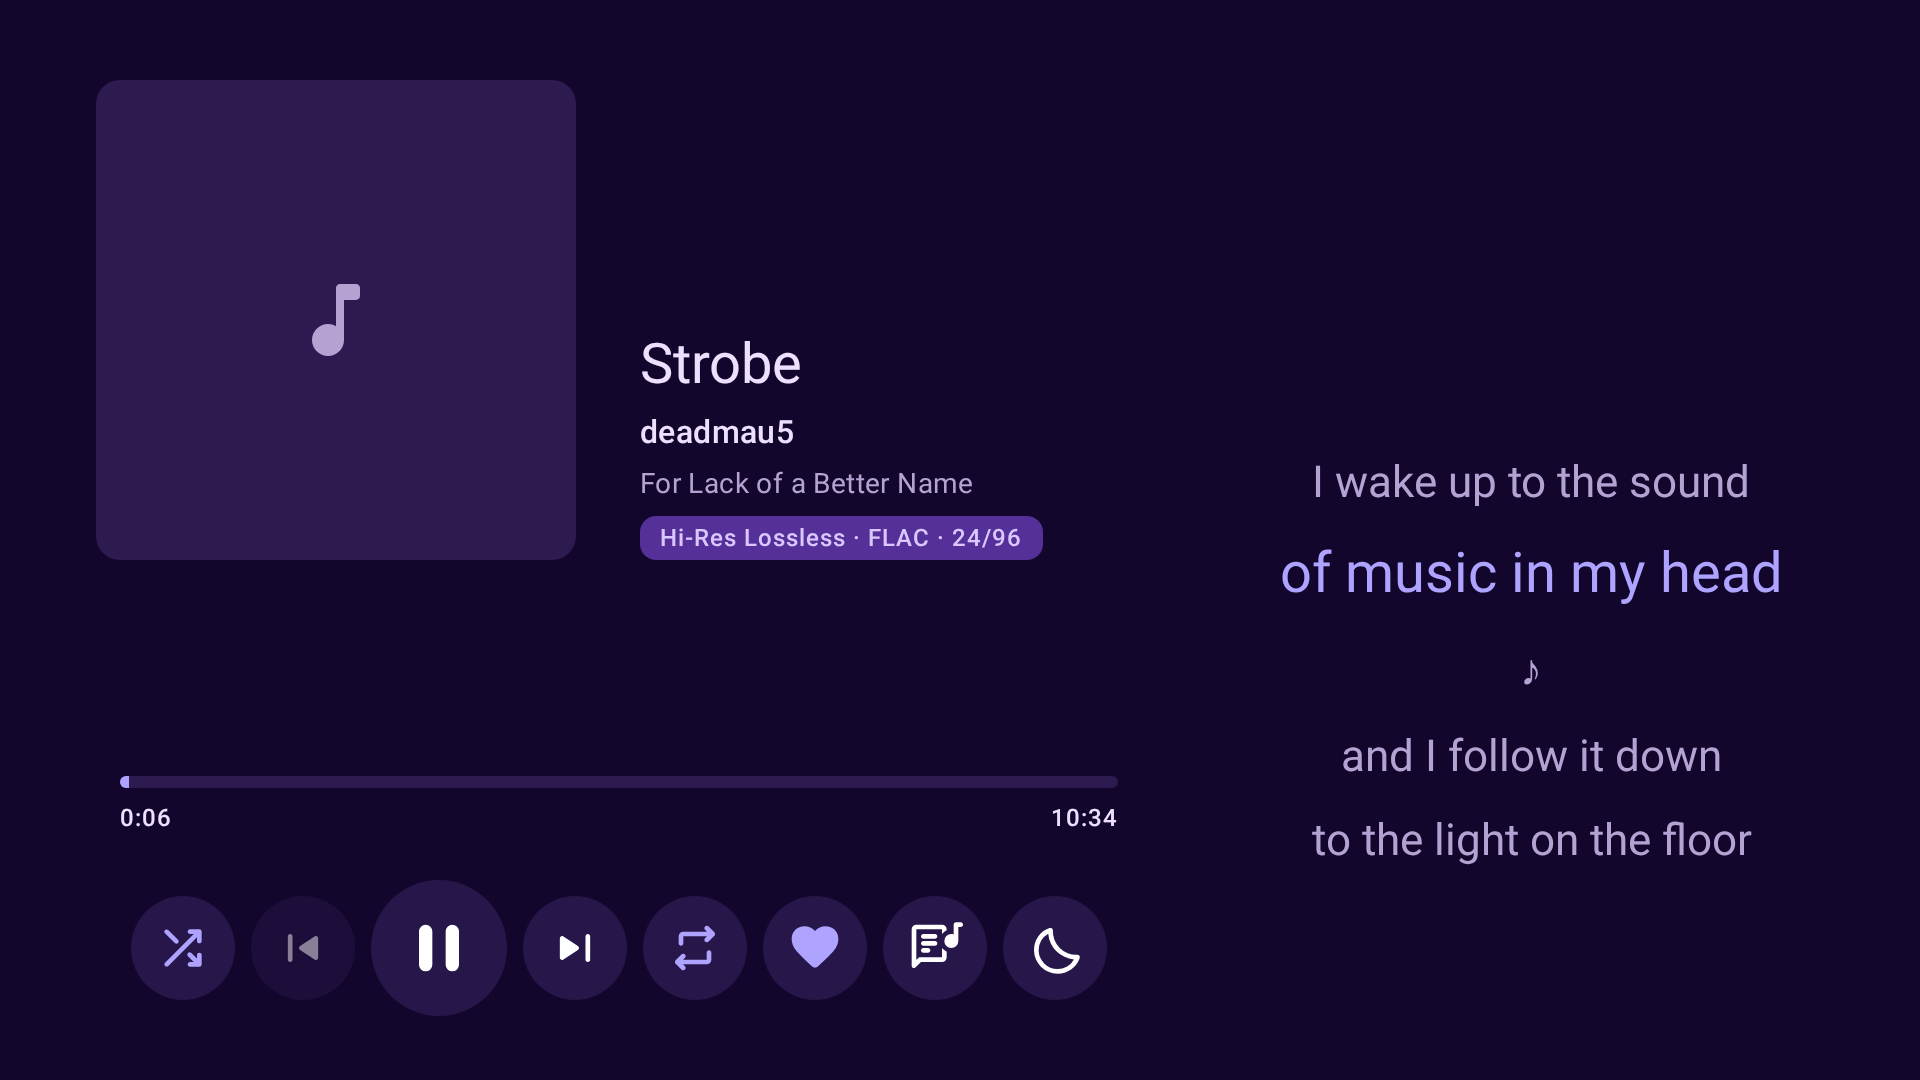 Strobe
deadmau5
For Lack of a Better Name
Hi-Res Lossless · FLAC · 24/96
0:06
10:34
I wake up to the sound
of music in my head
♪
and I follow it down
to the light on the floor